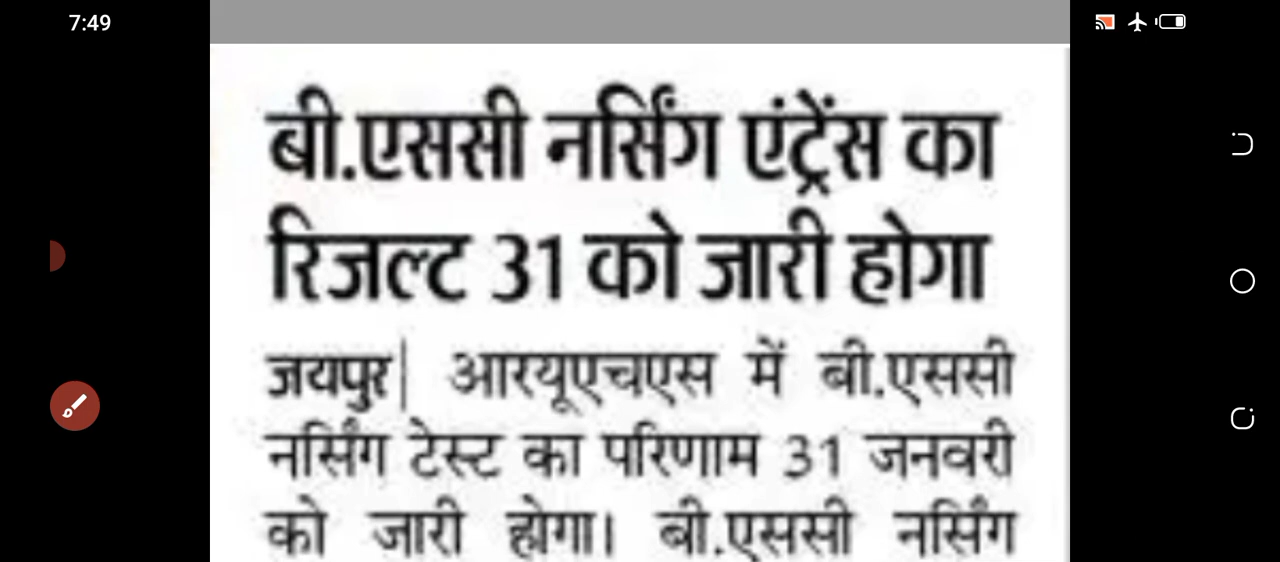 7:49
बी.एससी नर्सिंग एंट्रेंस का
रिजल्ट 31 को जारी होगा
जयपुर| आरयूएचएस में बी.एससी
नर्सिंग टेस्ट का परिणाम 31 जनवरी
को जारी होगा। बी.एससी नर्सिंग